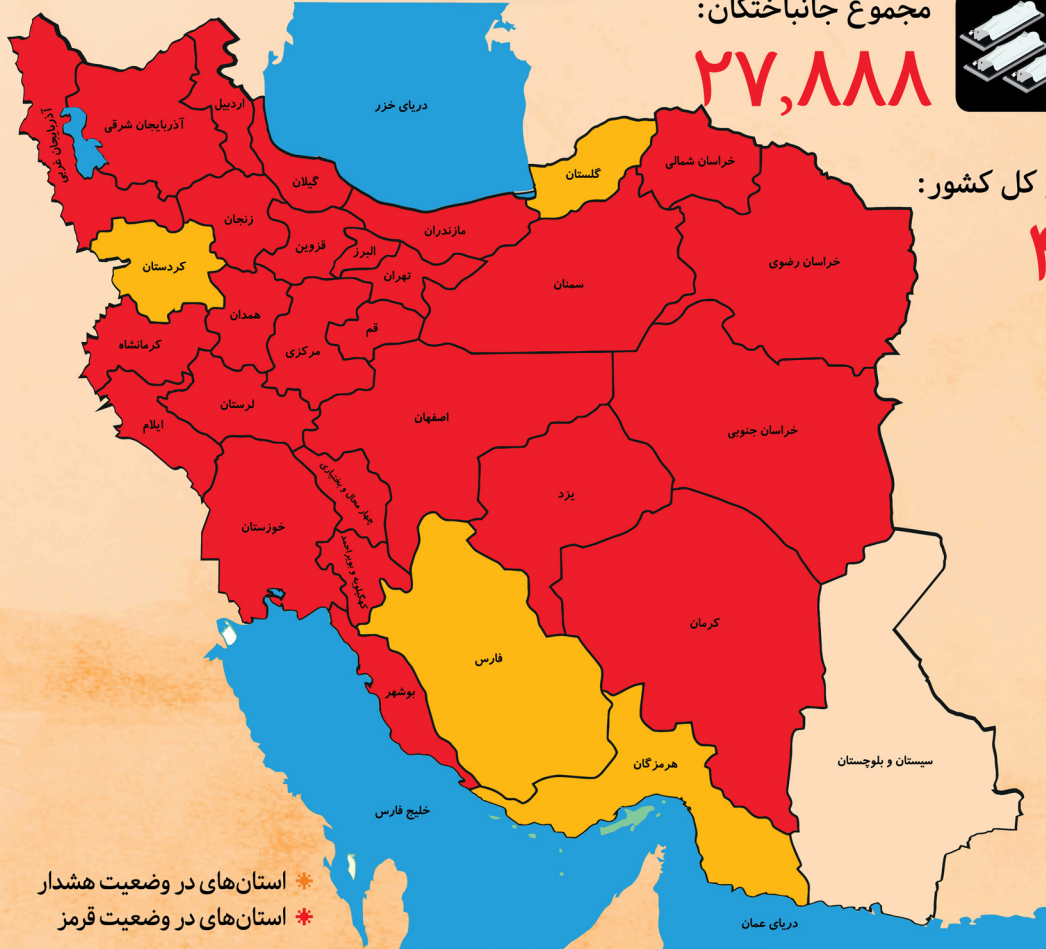 مجموع جانباختگان:
۲۷,۸۸۸
کل کشور:
دریای خزر
اردبیل
آذربایجان شرقی
آذربایجان غربی
گیلان
گلستان
خراسان شمالی
زنجان
مازندران
قزوین
البرز
تهران
کردستان
سمنان
خراسان رضوی
همدان
قم
کرمانشاه
مرکزی
لرستان
ایلام
اصفهان
خراسان جنوبی
چهار محال و بختیاری
یزد
خوزستان
کهگیلویه و بویراحمد
کرمان
فارس
بوشهر
هرمزگان
سیستان و بلوچستان
خلیج فارس
استان‌های در وضعیت هشدار
استان‌های در وضعیت قرمز
دریای عمان